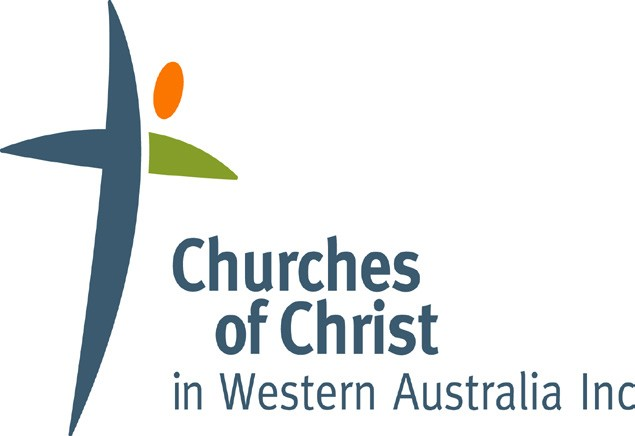 Churches
of Christ
in Western Australia Inc